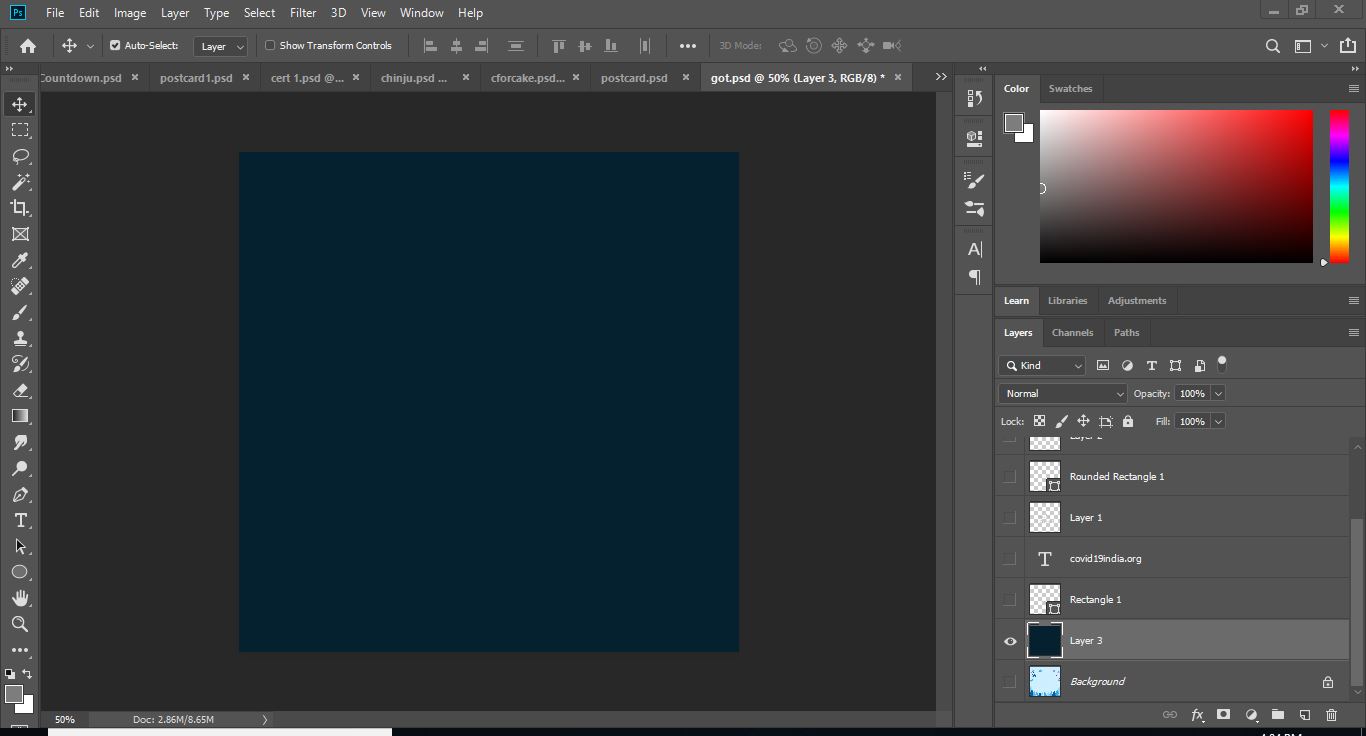 Ps File Edit Image Layer Type Select Filter 3D View Window Help
Auto-Select: Layer Show Transform Controls 3D Mode:
Countdown.psd postcard1.psd cert 1.psd @... chinju.psd ... cforcake.psd... postcard.psd got.psd @ 50% (Layer 3, RGB/8) *
Color Swatches
Learn Libraries Adjustments
Layers Channels Paths
Kind
Normal Opacity: 100%
Lock: Fill: 100%
Layer 2
Rounded Rectangle 1
Layer 1
covid19india.org
Rectangle 1
Layer 3
Background
50% Doc: 2.86M/8.65M